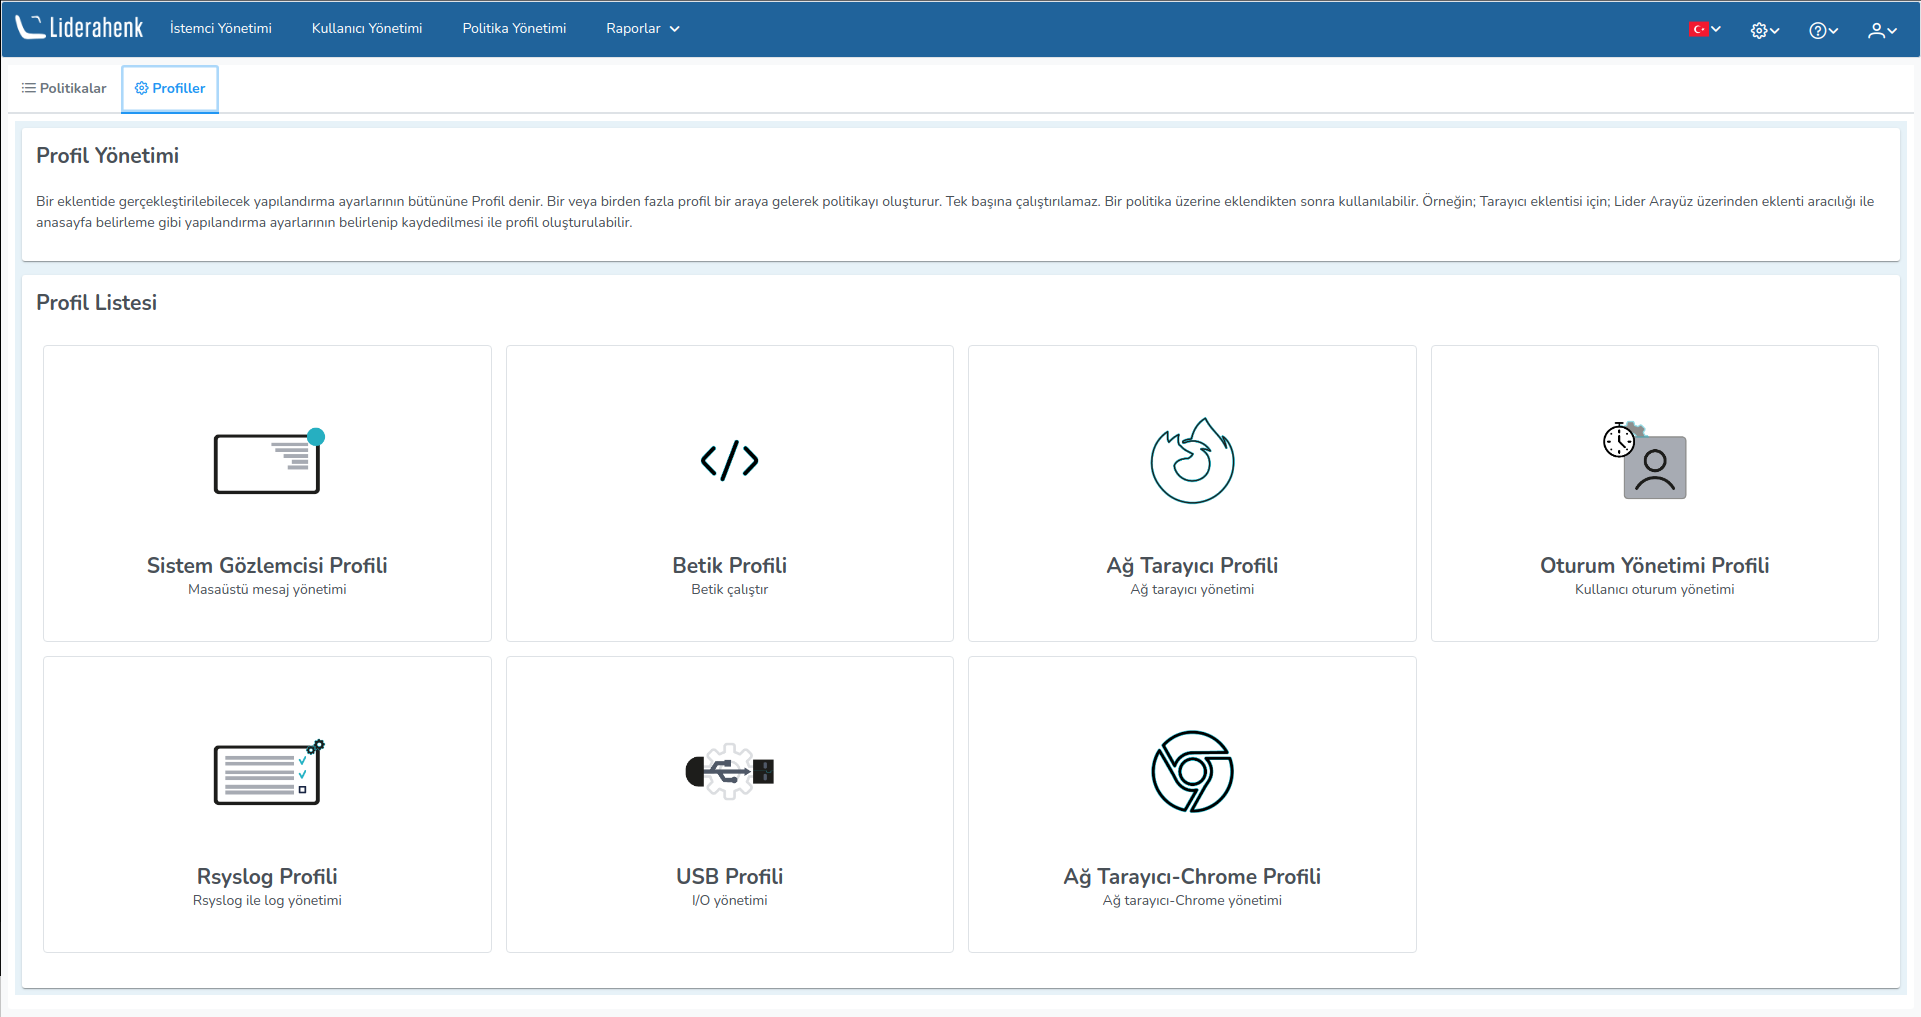 Liderahenk
İstemci Yönetimi
Kullanıcı Yönetimi
Politika Yönetimi
Raporlar
Politikalar
Profiller
Profil Yönetimi
Bir eklentide gerçekleştirilebilecek yapılandırma ayarlarının bütününe Profil denir. Bir veya birden fazla profil bir araya gelerek politikayı oluşturur. Tek başına çalıştırılamaz. Bir politika üzerine eklendikten sonra kullanılabilir. Örneğin; Tarayıcı eklentisi için; Lider Arayüz üzerinden eklenti aracılığı ile
anasayfa belirleme gibi yapılandırma ayarlarının belirlenip kaydedilmesi ile profil oluşturulabilir.
Profil Listesi
Sistem Gözlemcisi Profili
Masaüstü mesaj yönetimi
Betik Profili
Betik çalıştır
Ağ Tarayıcı Profili
Ağ tarayıcı yönetimi
Oturum Yönetimi Profili
Kullanıcı oturum yönetimi
Rsyslog Profili
Rsyslog ile log yönetimi
USB Profili
I/O yönetimi
Ağ Tarayıcı-Chrome Profili
Ağ tarayıcı-Chrome yönetimi